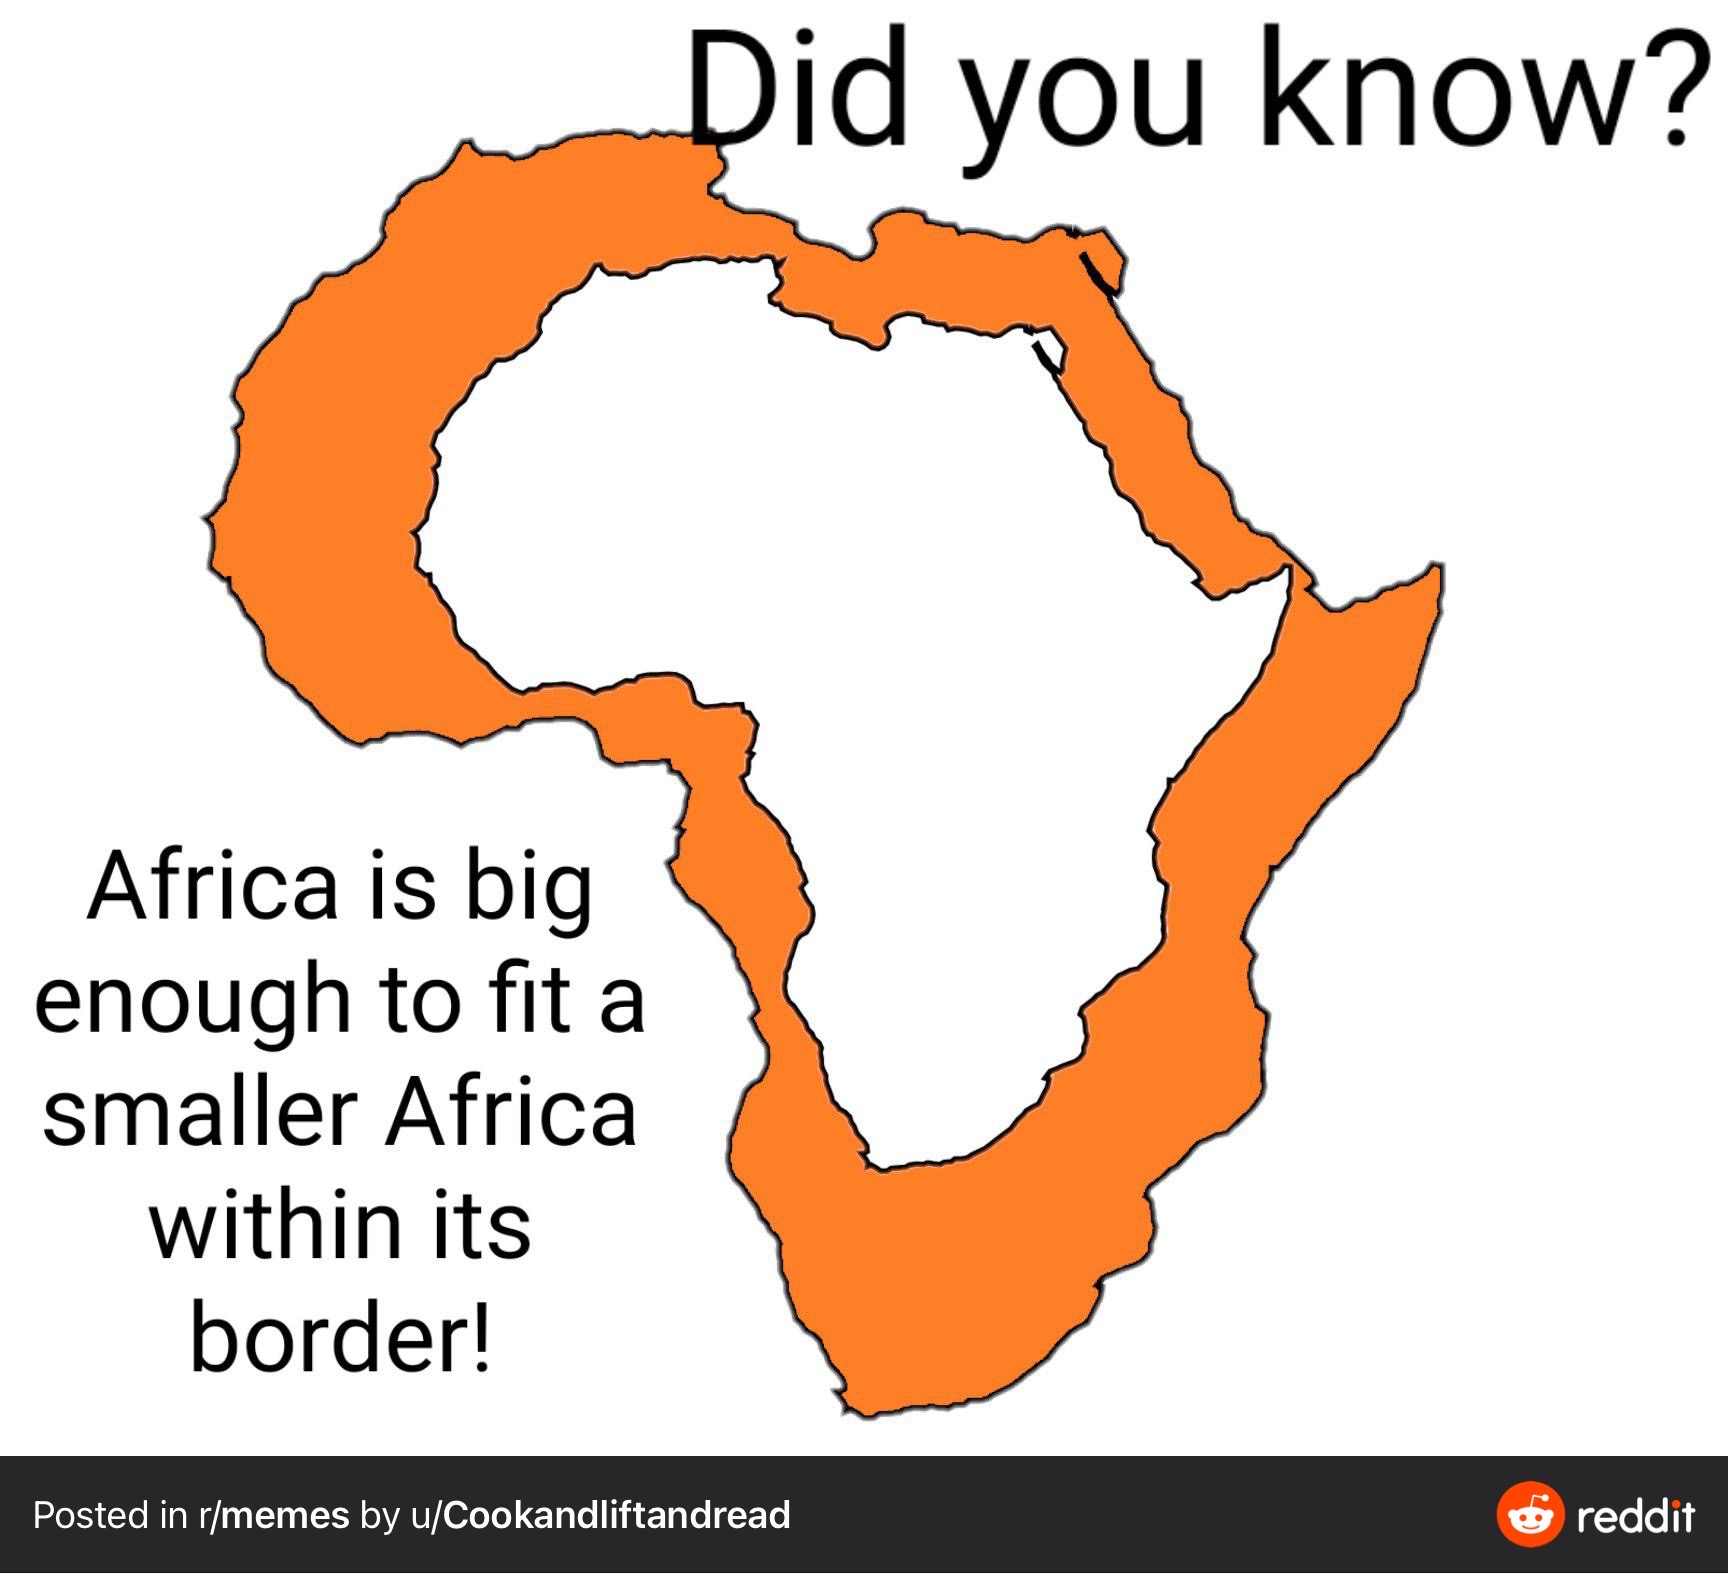 Did you know?
Africa is big
enough to fit a
smaller Africa
within its
border!
Posted in r/memes by u/Cookandliftandread
reddit